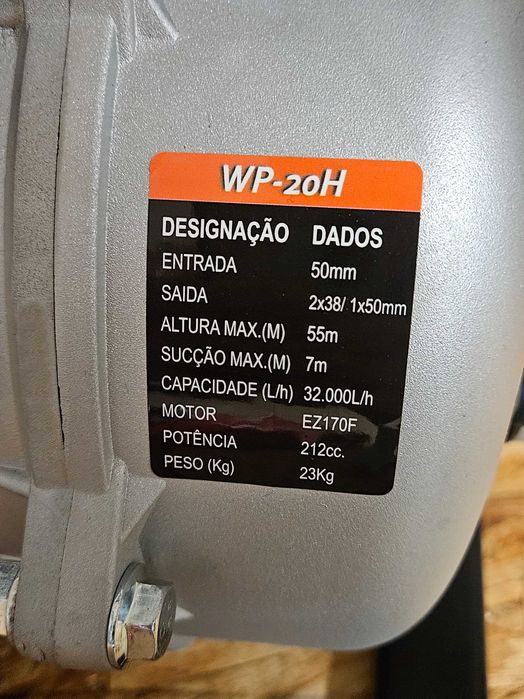 WP-20H
DESIGNAÇÃO DADOS
ENTRADA 50mm
SAIDA 2x38/ 1x50mm
ALTURA MAX.(M) 55m
SUCÇÃO MAX.(M) 7m
CAPACIDADE (L/h) 32.000L/h
MOTOR EZ170F
POTÊNCIA 212cc.
PESO (Kg) 23Kg